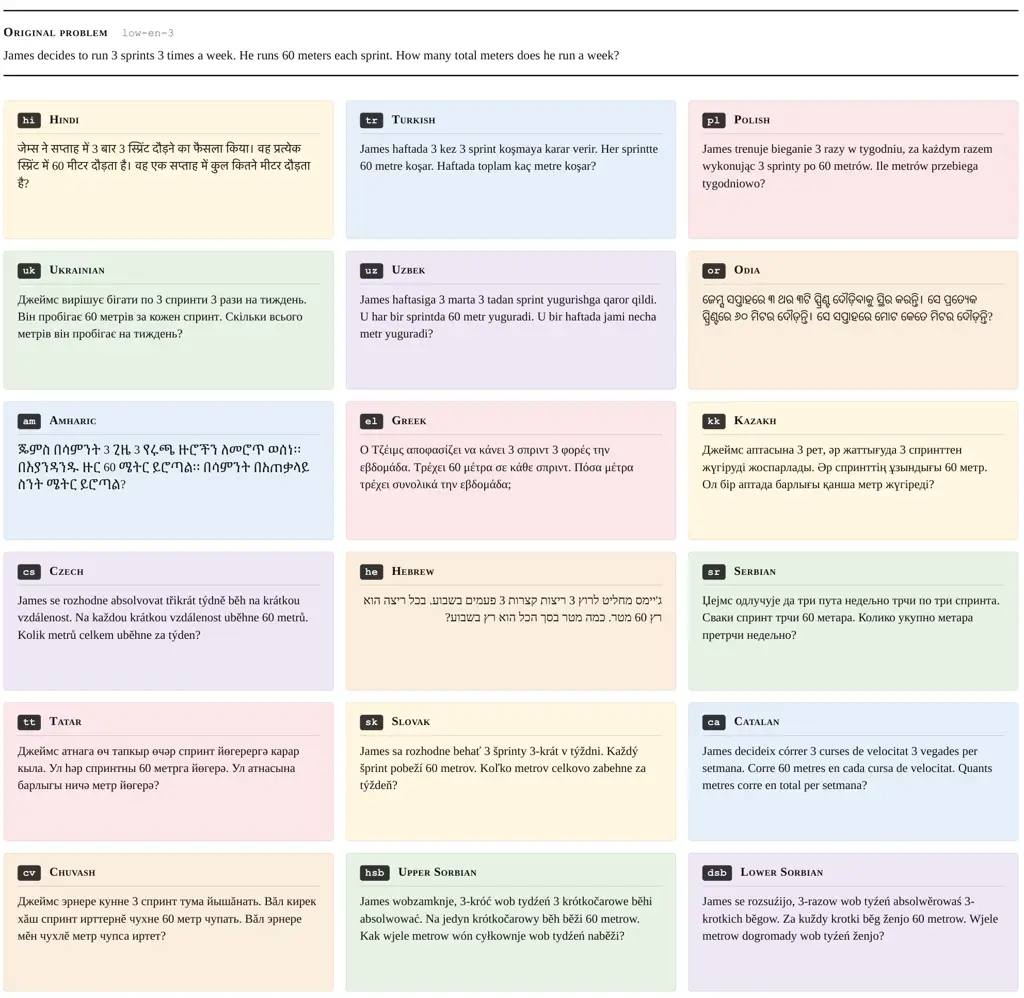 ORIGINAL PROBLEM low-en-3
James decides to run 3 sprints 3 times a week. He runs 60 meters each sprint. How many total meters does he run a week?
hi HINDI
जेम्स ने सप्ताह में 3 बार 3 स्प्रिंट दौड़ने का फैसला किया। वह प्रत्येक
स्प्रिंट में 60 मीटर दौड़ता है। वह एक सप्ताह में कुल कितने मीटर दौड़ता
है?
tr TURKISH
James haftada 3 kez 3 sprint koşmaya karar verir. Her sprintte
60 metre koşar. Haftada toplam kaç metre koşar?
pl POLISH
James trenuje bieganie 3 razy w tygodniu, za każdym razem
wykonując 3 sprinty po 60 metrów. Ile metrów przebiega
tygodniowo?
uk UKRAINIAN
Джеймс вирішує бігати по 3 спринти 3 рази на тиждень.
Він пробігає 60 метрів за кожен спринт. Скільки всього
метрів він пробігає на тиждень?
uz UZBEK
James haftasiga 3 marta 3 tadan sprint yugurishga qaror qildi.
U har bir sprintda 60 metr yuguradi. U bir haftada jami necha
metr yuguradi?
or ODIA
ଜେମ୍ସ ସପ୍ତାହରେ ୩ ଥର ୩ଟି ସ୍ପ୍ରିଣ୍ଟ ଦୌଡ଼ିବାକୁ ସ୍ଥିର କରନ୍ତି। ସେ ପ୍ରତ୍ୟେକ
ସ୍ପ୍ରିଣ୍ଟରେ ୬୦ ମିଟର ଦୌଡ଼ନ୍ତି। ସେ ସପ୍ତାହରେ ମୋଟ କେତେ ମିଟର ଦୌଡ଼ନ୍ତି?
am AMHARIC
ጄምስ በሳምንት 3 ጊዜ 3 የሩጫ ዙሮችን ለመሮጥ ወሰነ።
በእያንዳንዱ ዙር 60 ሜትር ይሮጣል። በሳምንት በአጠቃላይ
ስንት ሜትር ይሮጣል?
el GREEK
Ο Τζέιμς αποφασίζει να κάνει 3 σπριντ 3 φορές την
εβδομάδα. Τρέχει 60 μέτρα σε κάθε σπριντ. Πόσα μέτρα
τρέχει συνολικά την εβδομάδα;
kk KAZAKH
Джеймс аптасына 3 рет, әр жаттығуда 3 спринттен
жүгіруді жоспарлады. Әр спринттің ұзындығы 60 метр.
Ол бір аптада барлығы қанша метр жүгіреді?
cs CZECH
James se rozhodne absolvovat třikrát týdně běh na krátkou
vzdálenost. Na každou krátkou vzdálenost uběhne 60 metrů.
Kolik metrů celkem uběhne za týden?
he HEBREW
ג'יימס מחליט לרוץ 3 ריצות קצרות 3 פעמים בשבוע. בכל ריצה הוא
רץ 60 מטר. כמה מטר בסך הכל הוא רץ בשבוע?
sr SERBIAN
Џејмс одлучује да три пута недељно трчи по три спринта.
Сваки спринт трчи 60 метара. Колико укупно метара
претрчи недељно?
tt TATAR
Джеймс атнага өч тапкыр өчәр спринт йөгерергә карар
кыла. Ул һәр спринтны 60 метрга йөгерә. Ул атнасына
барлыгы ничә метр йөгерә?
sk SLOVAK
James sa rozhodne behať 3 šprinty 3-krát v týždni. Každý
šprint pobeží 60 metrov. Koľko metrov celkovo zabehne za
týždeň?
ca CATALAN
James decideix córrer 3 curses de velocitat 3 vegades per
setmana. Corre 60 metres en cada cursa de velocitat. Quants
metres corre en total per setmana?
cv CHUVASH
Джеймс эрнере кунне 3 спринт тума йышăнать. Вăл кирек
хăш спринт ирттернĕ чухне 60 метр чупать. Вăл эрнере
мĕн чухлĕ метр чупса иртет?
hsb UPPER SORBIAN
James wobzamknje, 3-króć wob tydźeń 3 krótkočarowe běhi
absolwować. Na jedyn krótkočarowy běh běži 60 metrow.
Kak wjele metrow wón cyłkownje wob tydźeń naběži?
dsb LOWER SORBIAN
James se rozsuźijo, 3-razow wob tyźeń absolwěrowaś 3-
krotkich běgow. Za kuždy krotki běg ženjo 60 metrow. Wjele
metrow dogromady wob tyźeń ženjo?